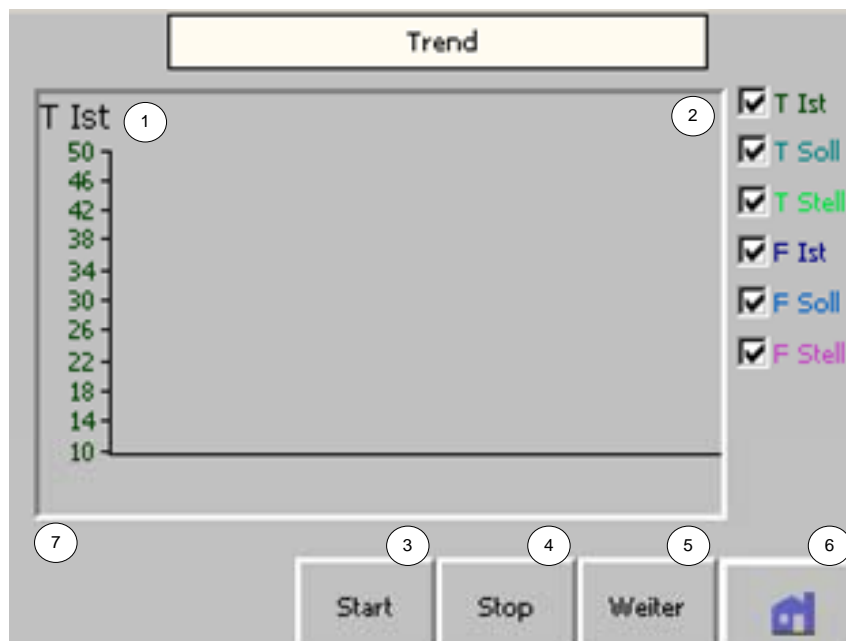 Trend
T Ist 1
2
50
46
42
38
34
30
26
22
18
14
10
T Ist
T Soll
T Stell
F Ist
F Soll
F Stell
7
3
4
5
6
Start
Stop
Weiter